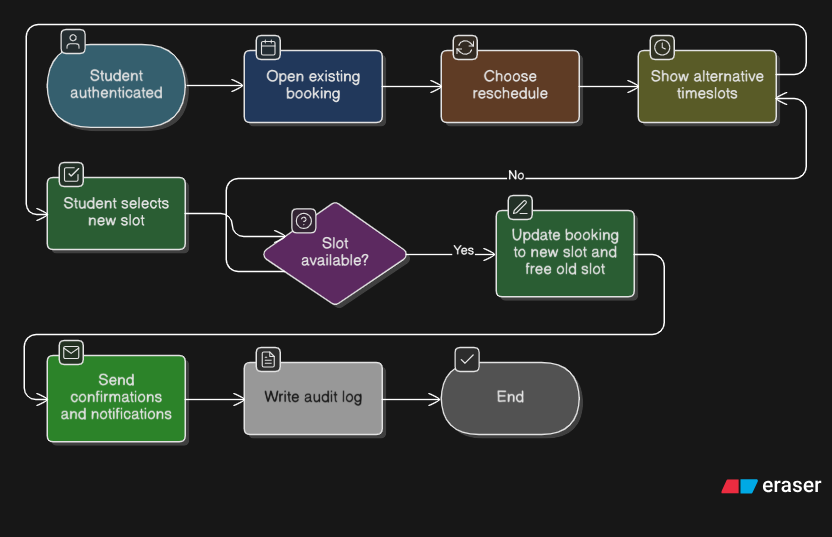 Student
authenticated
Open existing
booking
Choose
reschedule
Show alternative
timeslots
No
Student selects
new slot
Slot
available?
Yes
Update booking
to new slot and
free old slot
Send
confirmations
and notifications
Write audit log
End
eraser